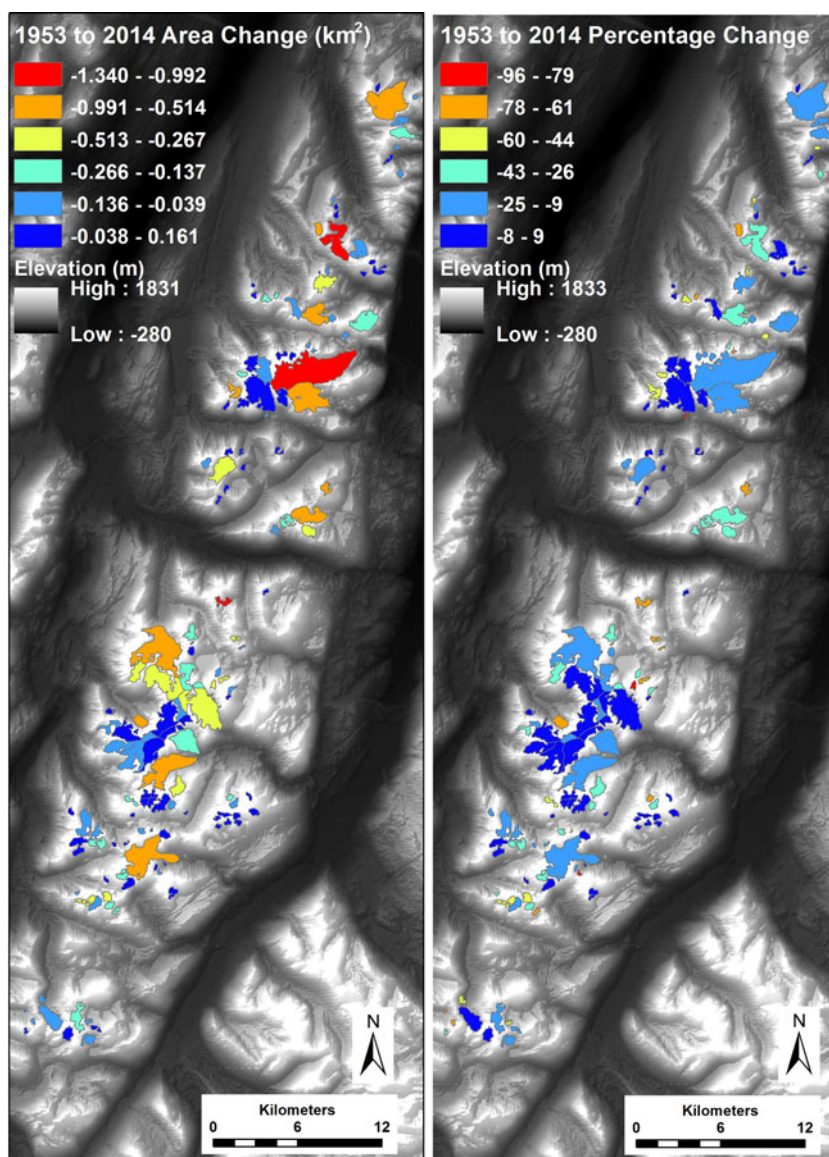 1953 to 2014 Area Change (km²)
-1.340 - -0.992
-0.991 - -0.514
-0.513 - -0.267
-0.266 - -0.137
-0.136 - -0.039
-0.038 - 0.161
Elevation (m)
High : 1831
Low : -280
N
Kilometers
0 6 12
1953 to 2014 Percentage Change
-96 - -79
-78 - -61
-60 - -44
-43 - -26
-25 - -9
-8 - 9
Elevation (m)
High : 1833
Low : -280
N
Kilometers
0 6 12